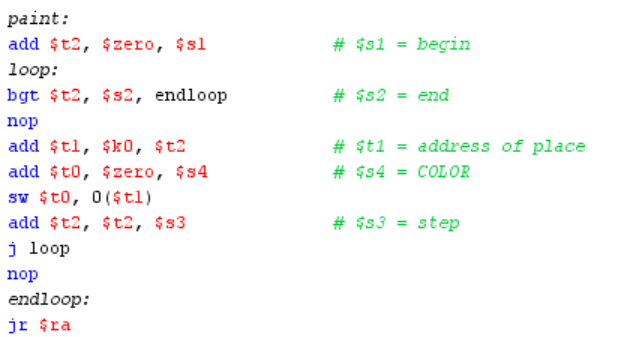 paint:
add $t2, $zero, $s1 # $s1 = begin
loop:
bgt $t2, $s2, endloop # $s2 = end
nop
add $t1, $k0, $t2 # $t1 = address of place
add $t0, $zero, $s4 # $s4 = COLOR
sw $t0, 0($t1)
add $t2, $t2, $s3 # $s3 = step
j loop
nop
endloop:
jr $ra